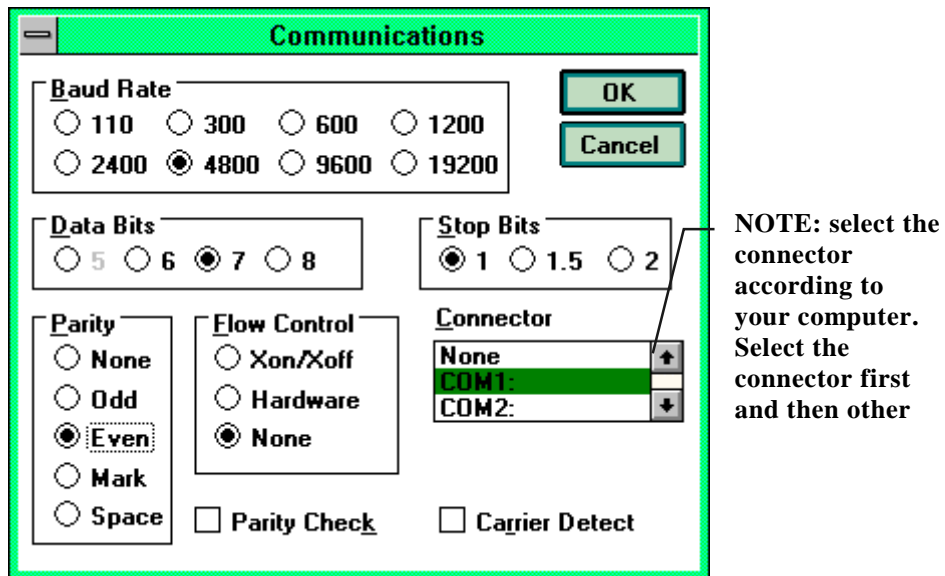 Communications
Baud Rate
110 300 600 1200
2400 4800 9600 19200
OK
Cancel
Data Bits
5 6 7 8
Stop Bits
1 1.5 2
Parity
None
Odd
Even
Mark
Space
Flow Control
Xon/Xoff
Hardware
None
Connector
None
COM1:
COM2:
Parity Check
Carrier Detect
NOTE: select the
connector
according to
your computer.
Select the
connector first
and then other